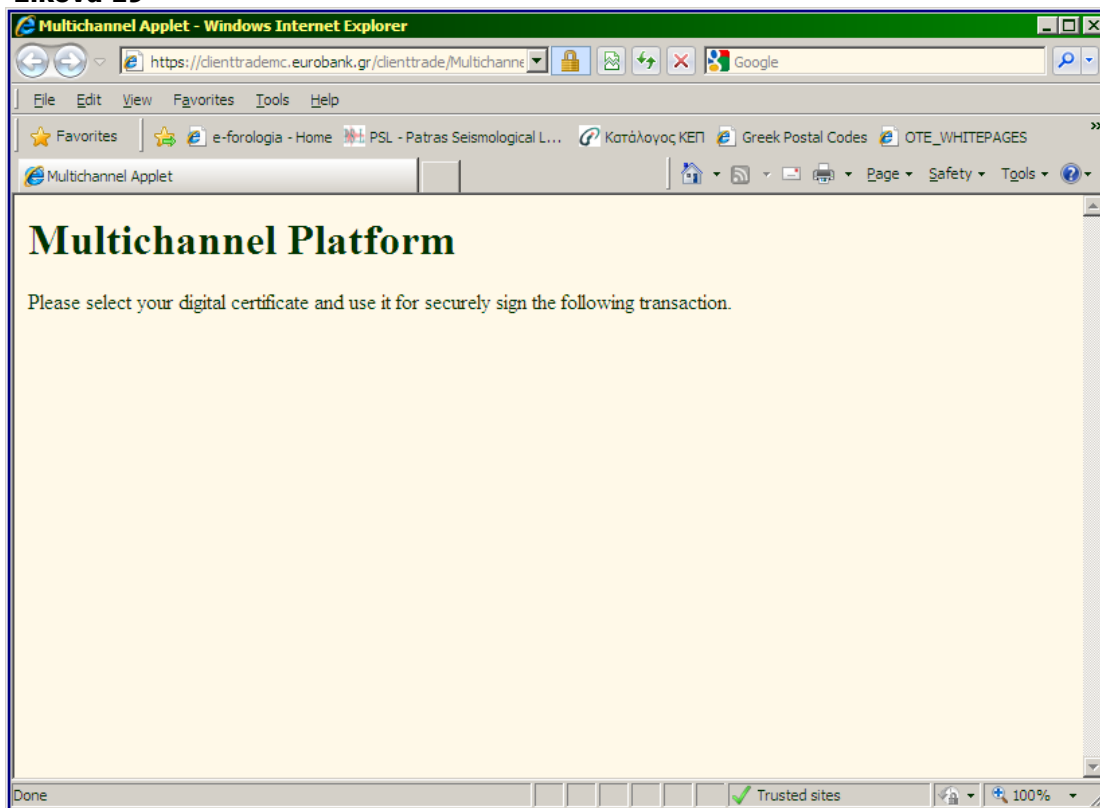 Multichannel Applet - Windows Internet Explorer
https://clienttrademc.eurobank.gr/clienttrade/Multichanne
Google
File Edit View Favorites Tools Help
Favorites e-forologia - Home PSL - Patras Seismological L... Κατάλογος ΚΕΠ Greek Postal Codes OTE_WHITEPAGES »
Multichannel Applet
Page Safety Tools
Multichannel Platform
Please select your digital certificate and use it for securely sign the following transaction.
Done Trusted sites 100%